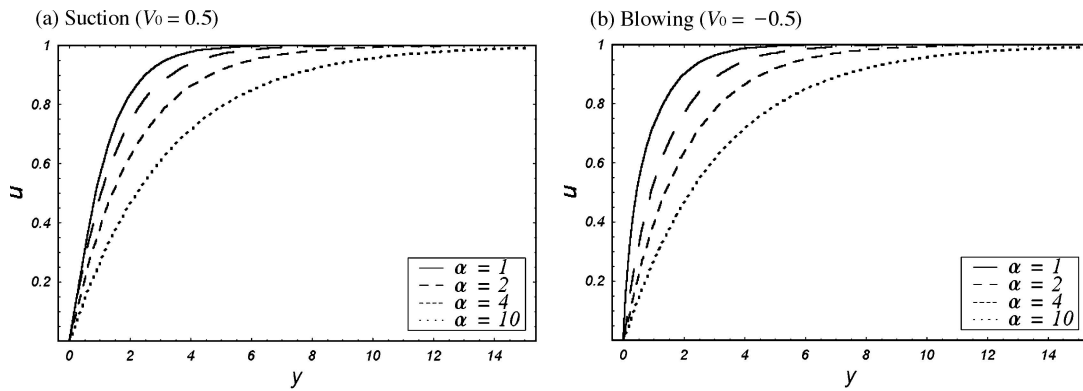 (a) Suction (V₀ = 0.5)
1
0.8
0.6
0.4
0.2
u
0 2 4 6 8 10 12 14
y
α = 1
α = 2
α = 4
α = 10
(b) Blowing (V₀ = −0.5)
1
0.8
0.6
0.4
0.2
u
0 2 4 6 8 10 12 14
y
α = 1
α = 2
α = 4
α = 10